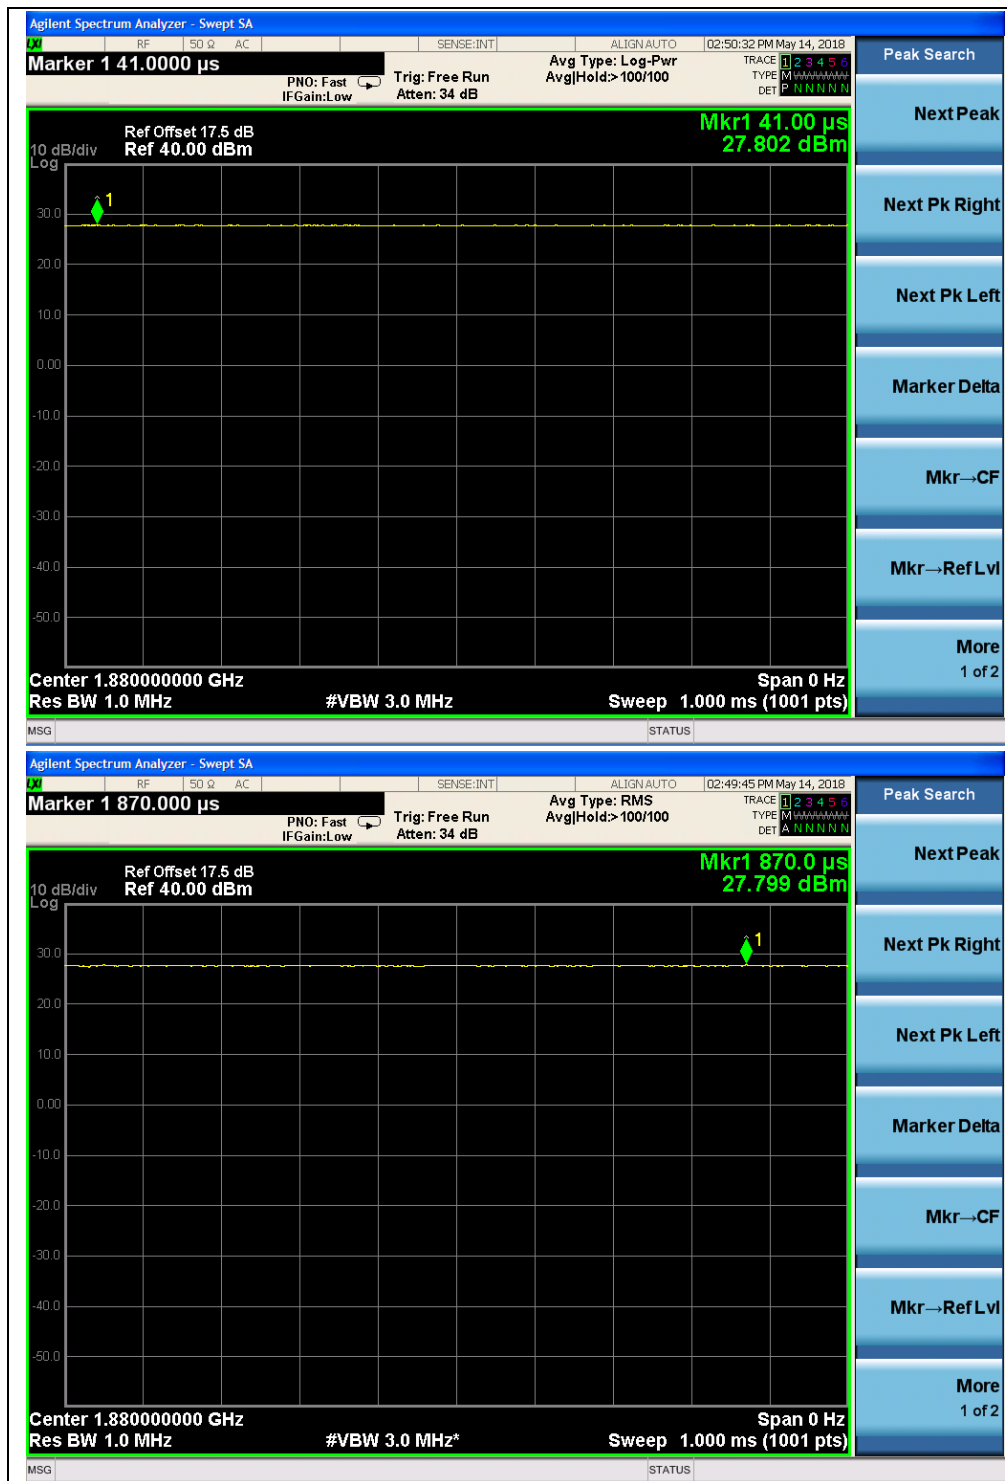 Agilent Spectrum Analyzer - Swept SA
LXI RF 50 Ω AC SENSE:INT ALIGN AUTO 02:50:32 PM May 14, 2018
Marker 1 41.0000 µs
PNO: Fast
IFGain:Low
Trig: Free Run
Atten: 34 dB
Avg Type: Log-Pwr
Avg|Hold:>100/100
TRACE 1 2 3 4 5 6
TYPE M
DET P N N N N N
Peak Search
Mkr1 41.00 µs
27.802 dBm
Ref Offset 17.5 dB
10 dB/div Ref 40.00 dBm
Log
1
30.0
20.0
10.0
0.00
-10.0
-20.0
-30.0
-40.0
-50.0
Center 1.880000000 GHz Span 0 Hz
Res BW 1.0 MHz #VBW 3.0 MHz Sweep 1.000 ms (1001 pts)
MSG STATUS
Next Peak
Next Pk Right
Next Pk Left
Marker Delta
Mkr→CF
Mkr→Ref Lvl
More
1 of 2
Agilent Spectrum Analyzer - Swept SA
LXI RF 50 Ω AC SENSE:INT ALIGN AUTO 02:49:45 PM May 14, 2018
Marker 1 870.000 µs
PNO: Fast
IFGain:Low
Trig: Free Run
Atten: 34 dB
Avg Type: RMS
Avg|Hold:>100/100
TRACE 1 2 3 4 5 6
TYPE M
DET A N N N N N
Peak Search
Mkr1 870.0 µs
27.799 dBm
Ref Offset 17.5 dB
10 dB/div Ref 40.00 dBm
Log
1
30.0
20.0
10.0
0.00
-10.0
-20.0
-30.0
-40.0
-50.0
Center 1.880000000 GHz Span 0 Hz
Res BW 1.0 MHz #VBW 3.0 MHz* Sweep 1.000 ms (1001 pts)
MSG STATUS
Next Peak
Next Pk Right
Next Pk Left
Marker Delta
Mkr→CF
Mkr→Ref Lvl
More
1 of 2